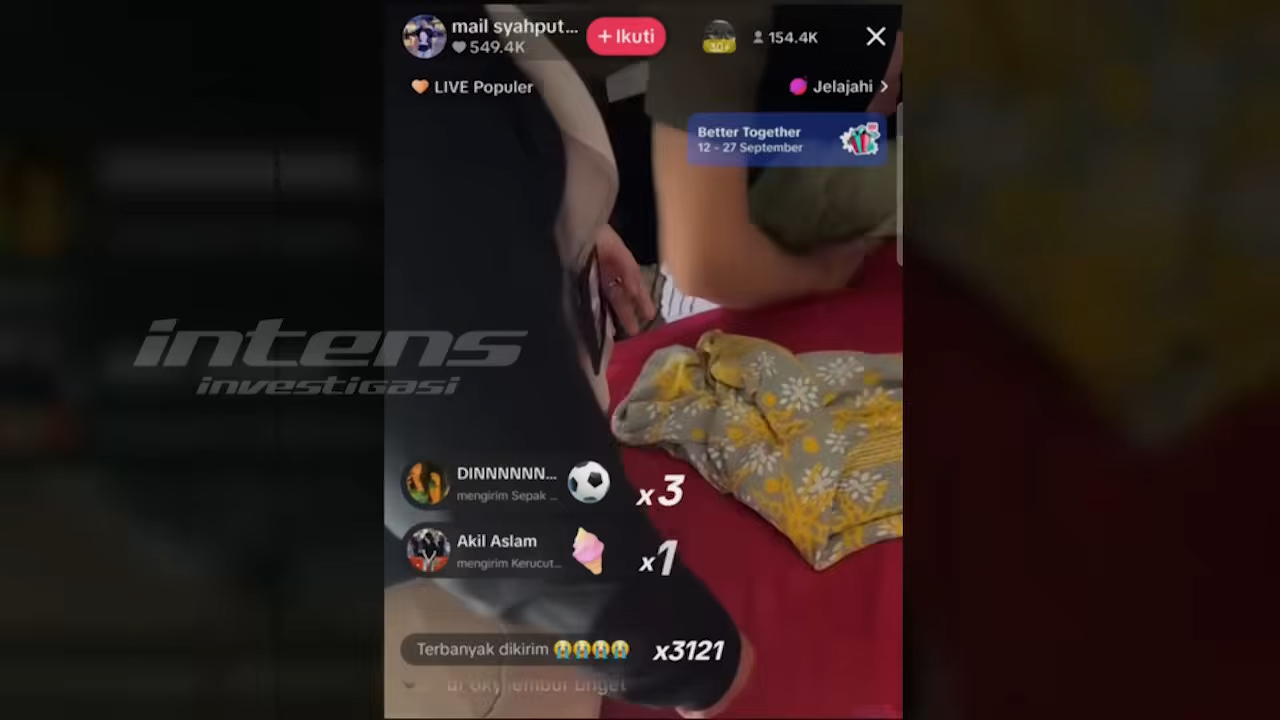 mail syahput...
+ Ikuti
549.4K
30+
154.4K
LIVE Populer
Jelajahi >
Better Together
12 - 27 September
intens
investigasi
DINNNNNN...
mengirim Sepak ...
x3
Akil Aslam
mengirim Kerucut...
x1
Terbanyak dikirim 😭😭😭😭
x3121